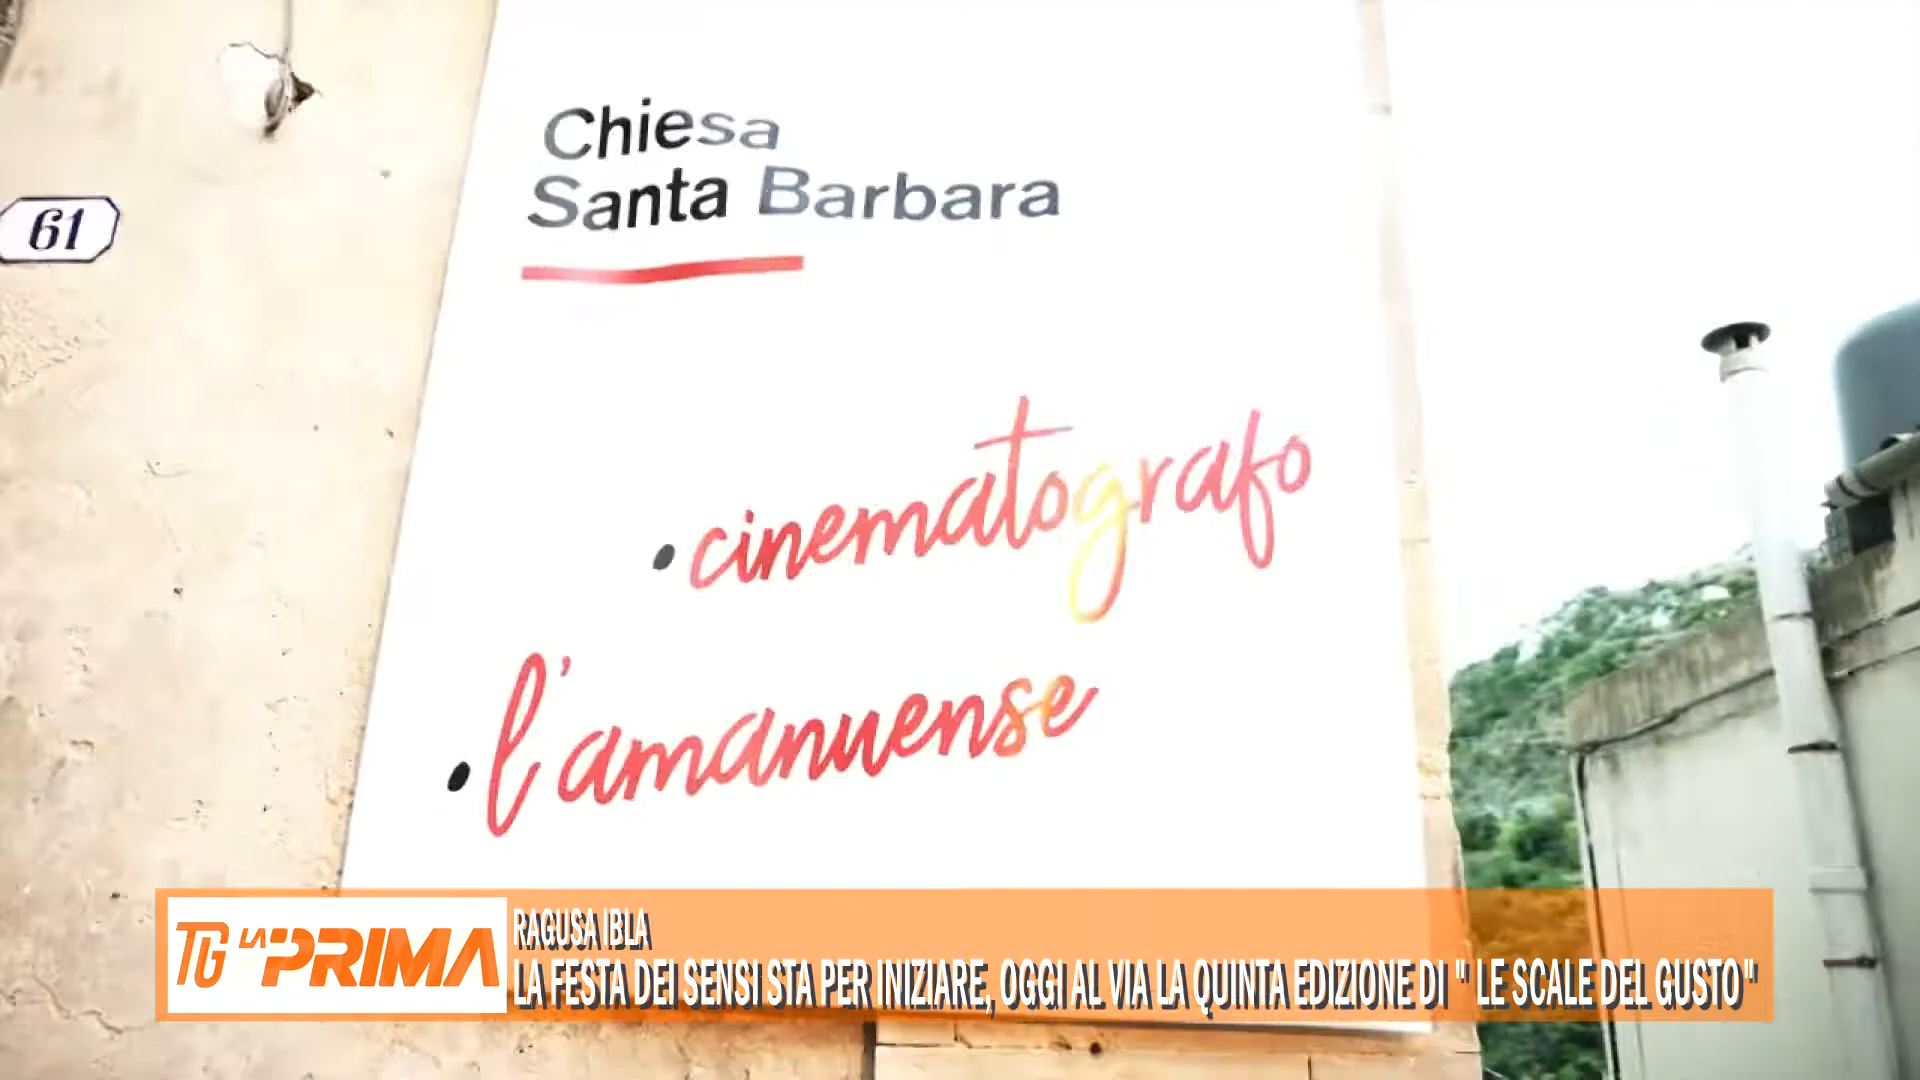 61
Chiesa
Santa Barbara
• cinematografo
• l'amanuense
TG LA PRIMA
RAGUSA IBLA
LA FESTA DEI SENSI STA PER INIZIARE, OGGI AL VIA LA QUINTA EDIZIONE DI " LE SCALE DEL GUSTO"